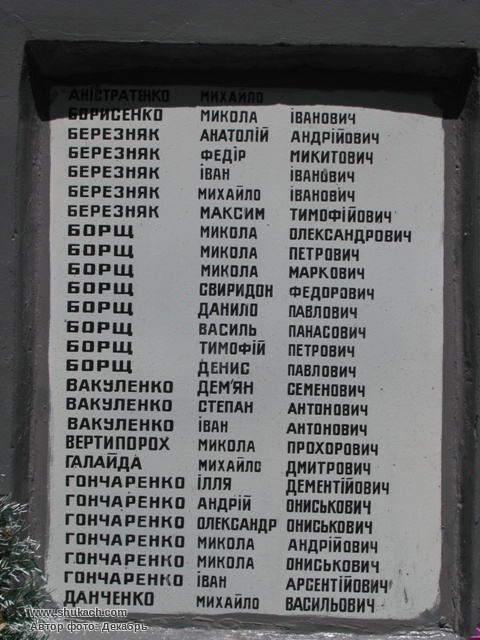 АНІСТРАТЕНКО МИХАЙЛО
БОРИСЕНКО МИКОЛА ІВАНОВИЧ
БЕРЕЗНЯК АНАТОЛІЙ АНДРІЙОВИЧ
БЕРЕЗНЯК ФЕДІР МИКИТОВИЧ
БЕРЕЗНЯК ІВАН ІВАНОВИЧ
БЕРЕЗНЯК МИХАЙЛО ІВАНОВИЧ
БЕРЕЗНЯК МАКСИМ ТИМОФІЙОВИЧ
БОРЩ МИКОЛА ОЛЕКСАНДРОВИЧ
БОРЩ МИКОЛА ПЕТРОВИЧ
БОРЩ МИКОЛА МАРКОВИЧ
БОРЩ СВИРИДОН ФЕДОРОВИЧ
БОРЩ ДАНИЛО ПАВЛОВИЧ
БОРЩ ВАСИЛЬ ПАНАСОВИЧ
БОРЩ ТИМОФІЙ ПЕТРОВИЧ
БОРЩ ДЕНИС ПАВЛОВИЧ
ВАКУЛЕНКО ДЕМ'ЯН СЕМЕНОВИЧ
ВАКУЛЕНКО СТЕПАН АНТОНОВИЧ
ВАКУЛЕНКО ІВАН АНТОНОВИЧ
ВЕРТИПОРОХ МИКОЛА ПРОХОРОВИЧ
ГАЛАЙДА МИХАЙЛО ДМИТРОВИЧ
ГОНЧАРЕНКО ІЛЛЯ ДЕМЕНТІЙОВИЧ
ГОНЧАРЕНКО АНДРІЙ ОНИСЬКОВИЧ
ГОНЧАРЕНКО ОЛЕКСАНДР ОНИСЬКОВИЧ
ГОНЧАРЕНКО МИКОЛА АНДРІЙОВИЧ
ГОНЧАРЕНКО МИКОЛА ОНИСЬКОВИЧ
ГОНЧАРЕНКО ІВАН АРСЕНТІЙОВИЧ
ДАНЧЕНКО МИХАЙЛО ВАСИЛЬОВИЧ
www.shukach.com
Автор фото: Декабрь